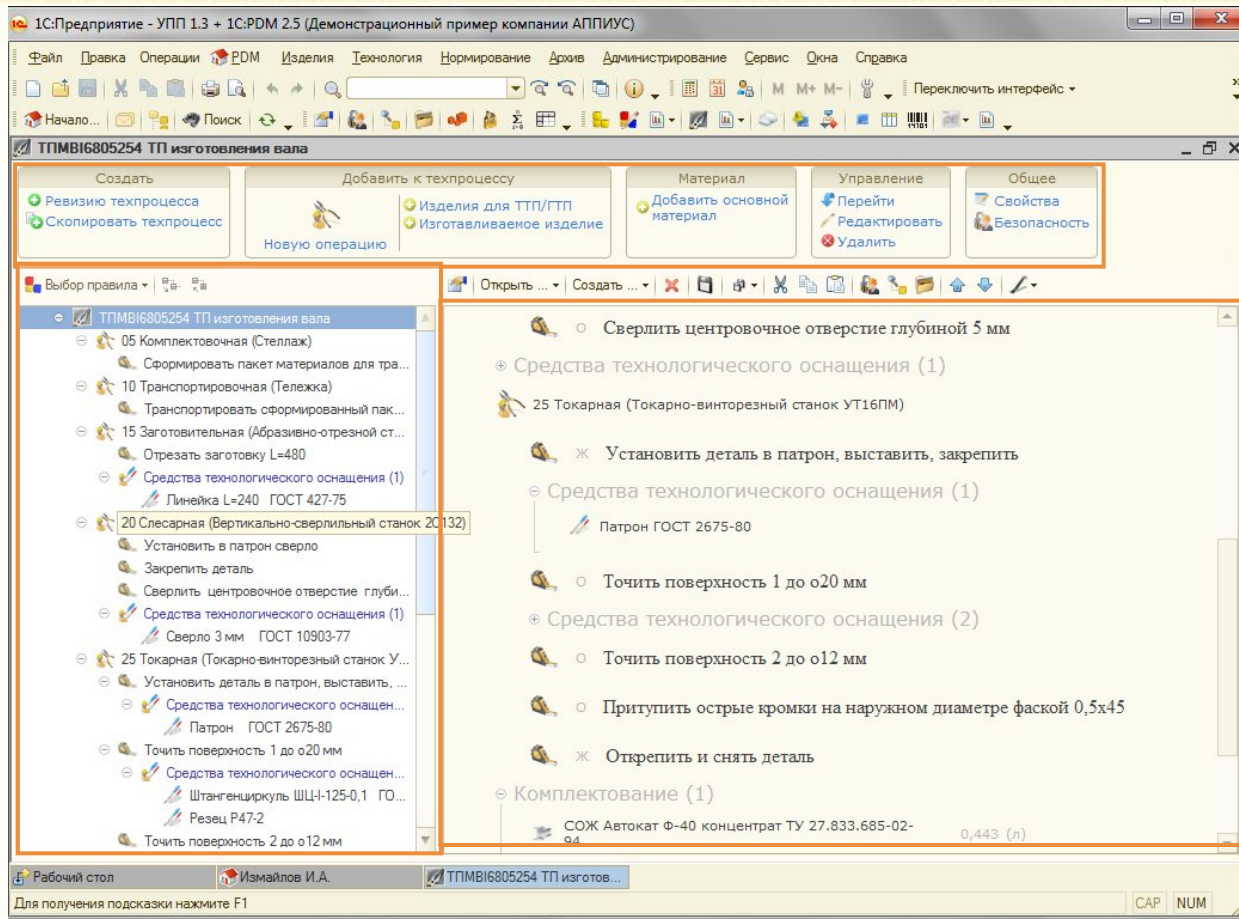 1С:Предприятие - УПП 1.3 + 1С:PDM 2.5 (Демонстрационный пример компании АППИУС)
Файл Правка Операции PDM Изделия Технология Нормирование Архив Администрирование Сервис Окна Справка
M M+ M- Переключить интерфейс
Начало... Поиск
ТПМВІ6805254 ТП изготовления вала
Создать
Ревизию техпроцесса
Скопировать техпроцесс
Добавить к техпроцессу
Новую операцию
Изделия для ТТП/ГТП
Изготавливаемое изделие
Материал
Добавить основной
материал
Управление
Перейти
Редактировать
Удалить
Общее
Свойства
Безопасность
Выбор правила
ТПМВІ6805254 ТП изготовления вала
05 Комплектовочная (Стеллаж)
Сформировать пакет материалов для тра...
10 Транспортировочная (Тележка)
Транспортировать сформированный пак...
15 Заготовительная (Абразивно-отрезной ст...
Отрезать заготовку L=480
Средства технологического оснащения (1)
Линейка L=240 ГОСТ 427-75
20 Слесарная (Вертикально-сверлильный станок 2С132)
Установить в патрон сверло
Закрепить деталь
Сверлить центровочное отверстие глуби...
Средства технологического оснащения (1)
Сверло 3 мм ГОСТ 10903-77
25 Токарная (Токарно-винторезный станок У...
Установить деталь в патрон, выставить, ...
Средства технологического оснащен...
Патрон ГОСТ 2675-80
Точить поверхность 1 до о20 мм
Средства технологического оснащен...
Штангенциркуль ШЦ-I-125-0,1 ГО...
Резец Р47-2
Точить поверхность 2 до о12 мм
Открыть ... Создать ...
о Сверлить центровочное отверстие глубиной 5 мм
Средства технологического оснащения (1)
25 Токарная (Токарно-винторезный станок УТ16ПМ)
ж Установить деталь в патрон, выставить, закрепить
Средства технологического оснащения (1)
Патрон ГОСТ 2675-80
о Точить поверхность 1 до о20 мм
Средства технологического оснащения (2)
о Точить поверхность 2 до о12 мм
о Притупить острые кромки на наружном диаметре фаской 0,5х45
ж Открепить и снять деталь
Комплектование (1)
СОЖ Автокат Ф-40 концентрат ТУ 27.833.685-02-
94 0,443 (л)
Рабочий стол Измайлов И.А. ТПМВІ6805254 ТП изготов...
Для получения подсказки нажмите F1 CAP NUM